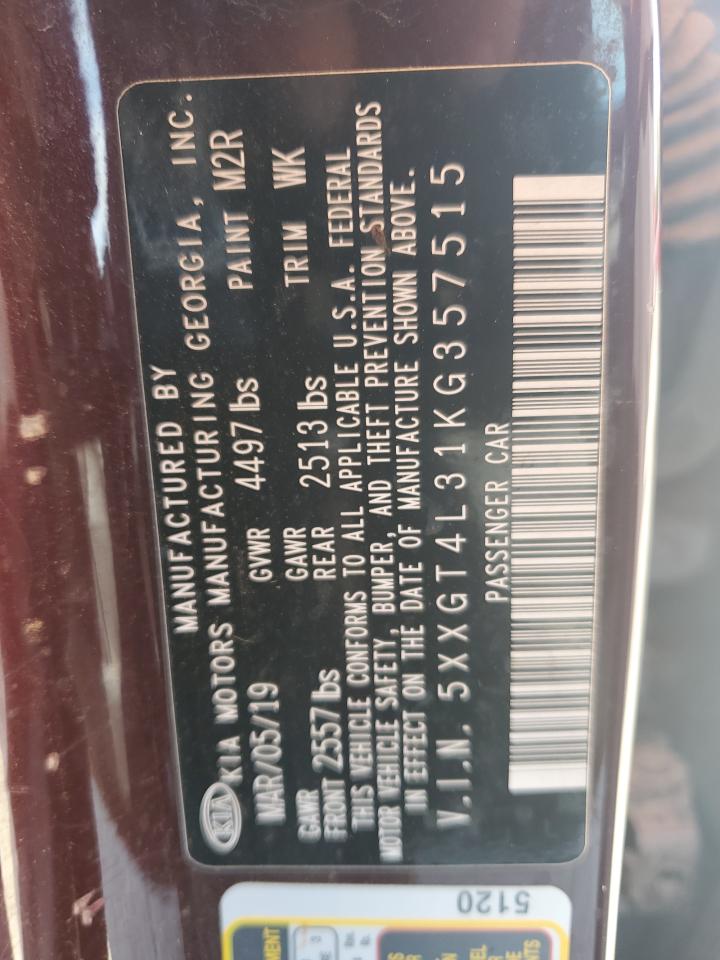 KIA
MANUFACTURED BY
KIA MOTORS MANUFACTURING GEORGIA, INC.
MAR/05/19 GVWR 4497 lbs PAINT M2R
GAWR FRONT 2557 lbs GAWR REAR 2513 lbs TRIM WK
THIS VEHICLE CONFORMS TO ALL APPLICABLE U.S.A. FEDERAL
MOTOR VEHICLE SAFETY, BUMPER, AND THEFT PREVENTION STANDARDS
IN EFFECT ON THE DATE OF MANUFACTURE SHOWN ABOVE.
V.I.N. 5XXGT4L31KG357515
PASSENGER CAR
5120